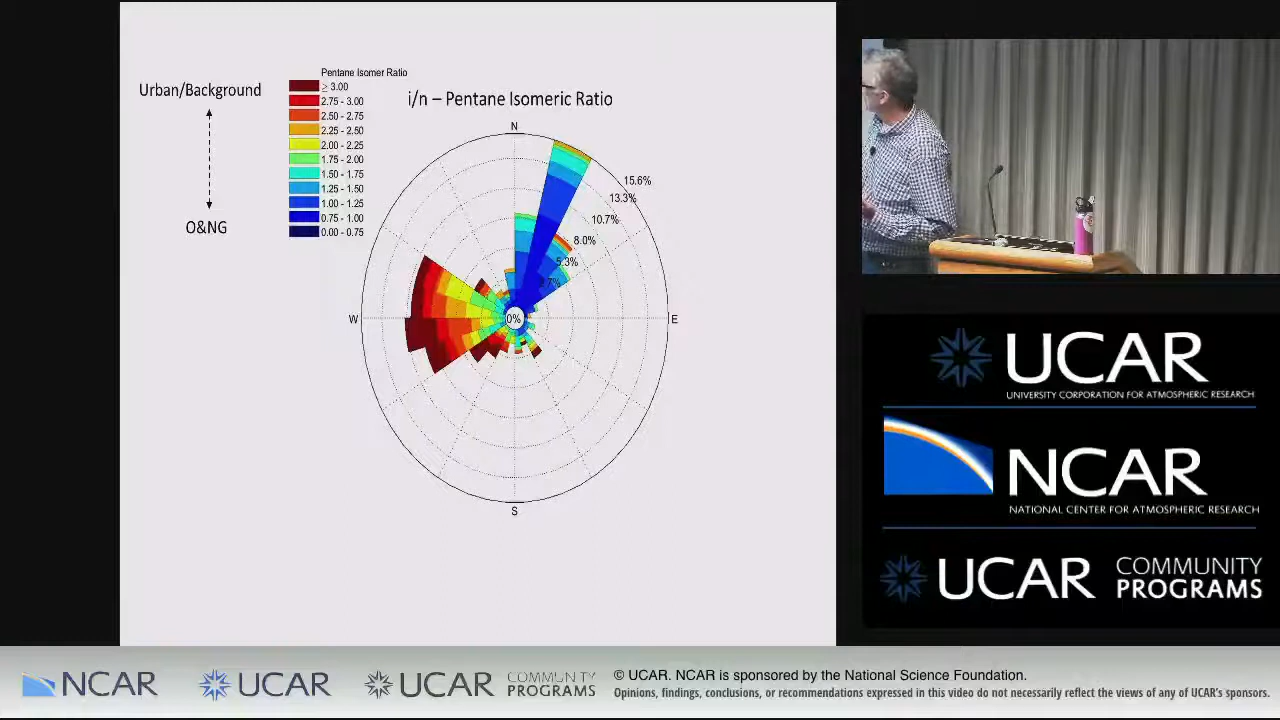 Urban/Background
O&NG
Pentane Isomer Ratio
≥ 3.00
2.75 - 3.00
2.50 - 2.75
2.25 - 2.50
2.00 - 2.25
1.75 - 2.00
1.50 - 1.75
1.25 - 1.50
1.00 - 1.25
0.75 - 1.00
0.00 - 0.75
i/n – Pentane Isomeric Ratio
N
15.6%
13.3%
10.7%
8.0%
5.3%
0%
W
E
S
UCAR
UNIVERSITY CORPORATION FOR ATMOSPHERIC RESEARCH
NCAR
NATIONAL CENTER FOR ATMOSPHERIC RESEARCH
UCAR COMMUNITY PROGRAMS
NCAR
UCAR
UCAR COMMUNITY PROGRAMS
© UCAR. NCAR is sponsored by the National Science Foundation.
Opinions, findings, conclusions, or recommendations expressed in this video do not necessarily reflect the views of any of UCAR's sponsors.